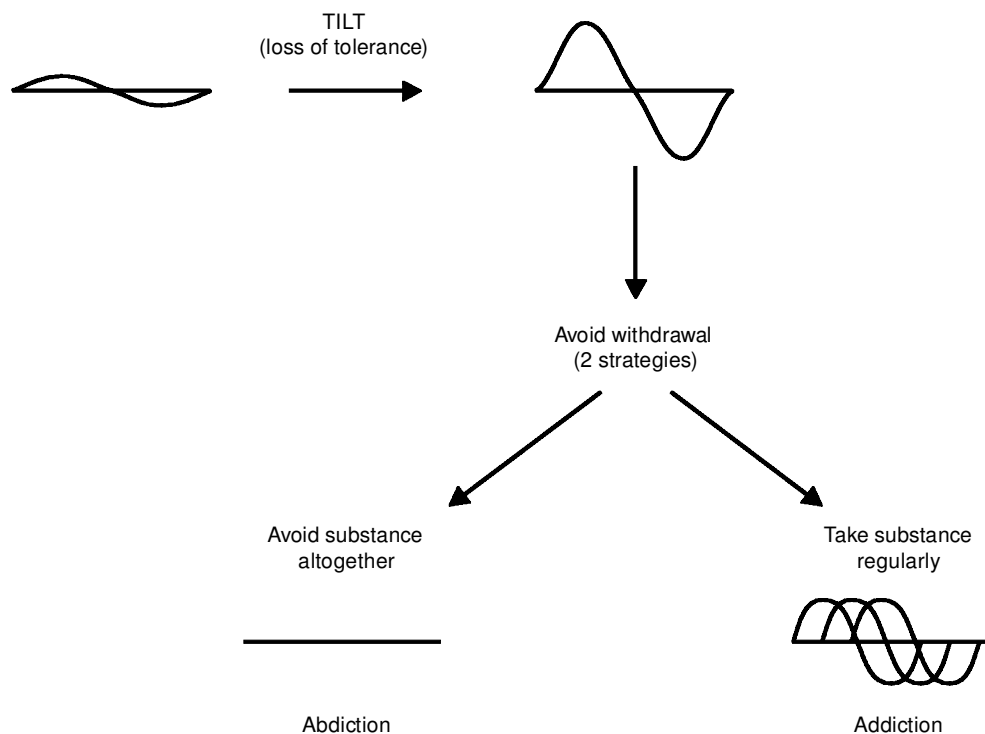 TILT
(loss of tolerance)
Avoid withdrawal
(2 strategies)
Avoid substance
altogether
Take substance
regularly
Abdiction
Addiction